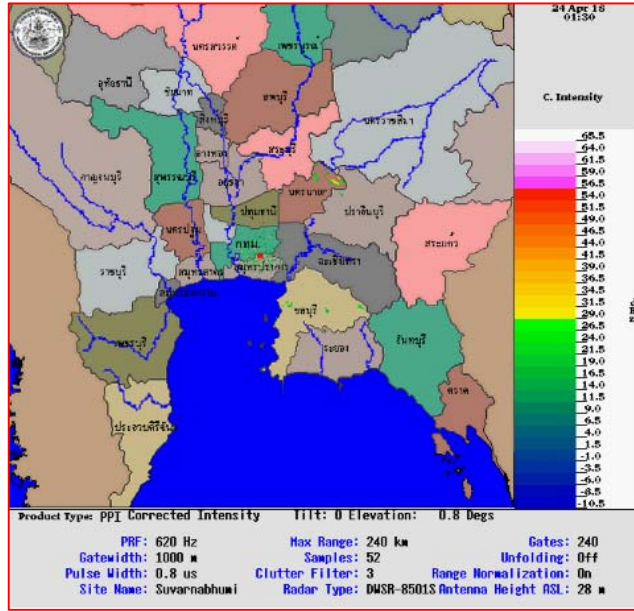 24 Apr 16
01:30
C. Intensity
นครสวรรค์
เพชรบูรณ์
อุทัยธานี
ชัยนาท
ลพบุรี
สิงหบุรี
นครราชสีมา
อ่างทอง
สระบุรี
กาญจนบุรี
สุพรรณบุรี
อยุธยา
นครนายก
ปราจีนบุรี
ปทุมธานี
นครปฐม
กทม.
สระแก้ว
ราชบุรี
สมุทรสาคร
สมุทรปราการ
ฉะเชิงเทรา
ชลบุรี
เพชรบุรี
ระยอง
จันทบุรี
ตราด
ประจวบคีรีขันธ์
65.5
64.0
61.5
59.0
56.5
54.0
51.5
49.0
46.5
44.0
41.5
39.0
36.5
34.0
31.5
29.0
26.5
24.0
21.5
19.0
16.5
14.0
11.5
9.0
6.5
4.0
1.5
-1.0
-3.5
-6.0
-8.5
-10.5
Product Type: PPI Corrected Intensity Tilt: 0 Elevation: 0.8 Degs
PRF: 620 Hz Max Range: 240 km Gates: 240
Gatewidth: 1000 m Samples: 52 Unfolding: Off
Pulse Width: 0.8 us Clutter Filter: 3 Range Normalization: On
Site Name: Suvarnabhumi Radar Type: DWSR-8501S Antenna Height ASL: 28 m